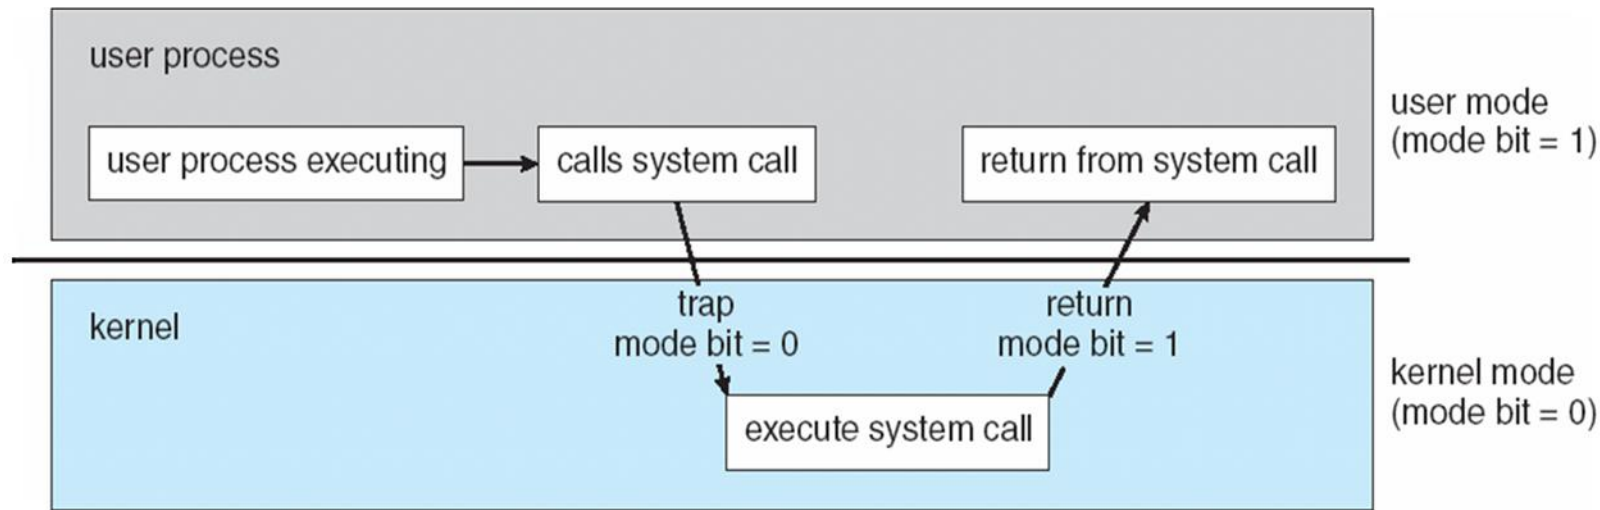 user process
user mode
(mode bit = 1)
user process executing
calls system call
return from system call
kernel
trap
mode bit = 0
return
mode bit = 1
kernel mode
(mode bit = 0)
execute system call